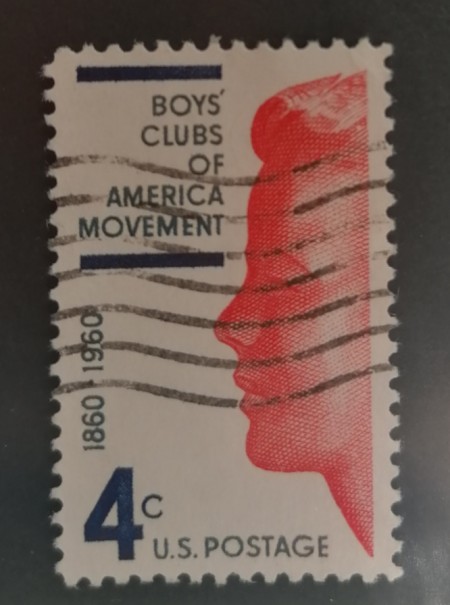 BOYS'
CLUBS
OF
AMERICA
MOVEMENT
1860-1960
4c
U.S. POSTAGE